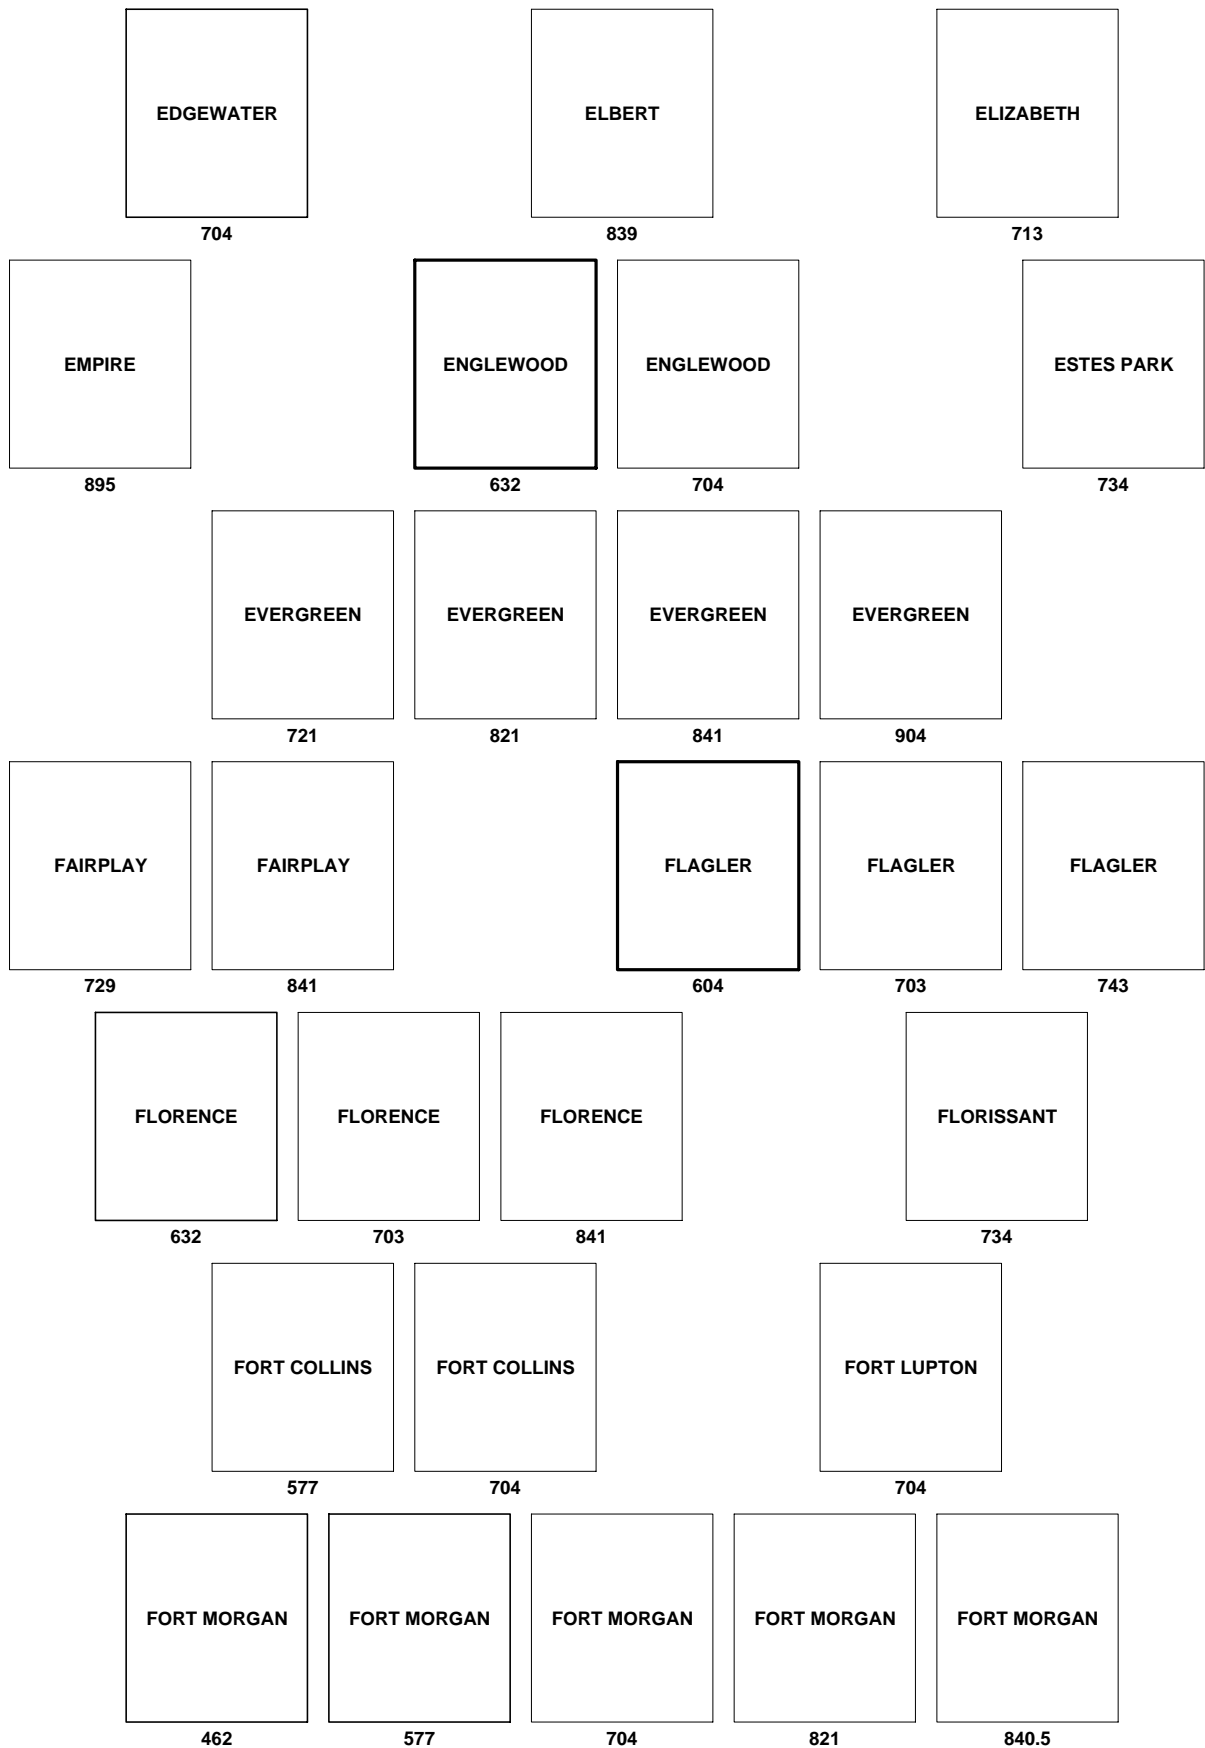 EDGEWATER ELBERT ELIZABETH
704 839 713
EMPIRE ENGLEWOOD ENGLEWOOD ESTES PARK
895 632 704 734
EVERGREEN EVERGREEN EVERGREEN EVERGREEN
721 821 841 904
FAIRPLAY FAIRPLAY FLAGLER FLAGLER FLAGLER
729 841 604 703 743
FLORENCE FLORENCE FLORENCE FLORISSANT
632 703 841 734
FORT COLLINS FORT COLLINS FORT LUPTON
577 704 704
FORT MORGAN FORT MORGAN FORT MORGAN FORT MORGAN FORT MORGAN
462 577 704 821 840.5